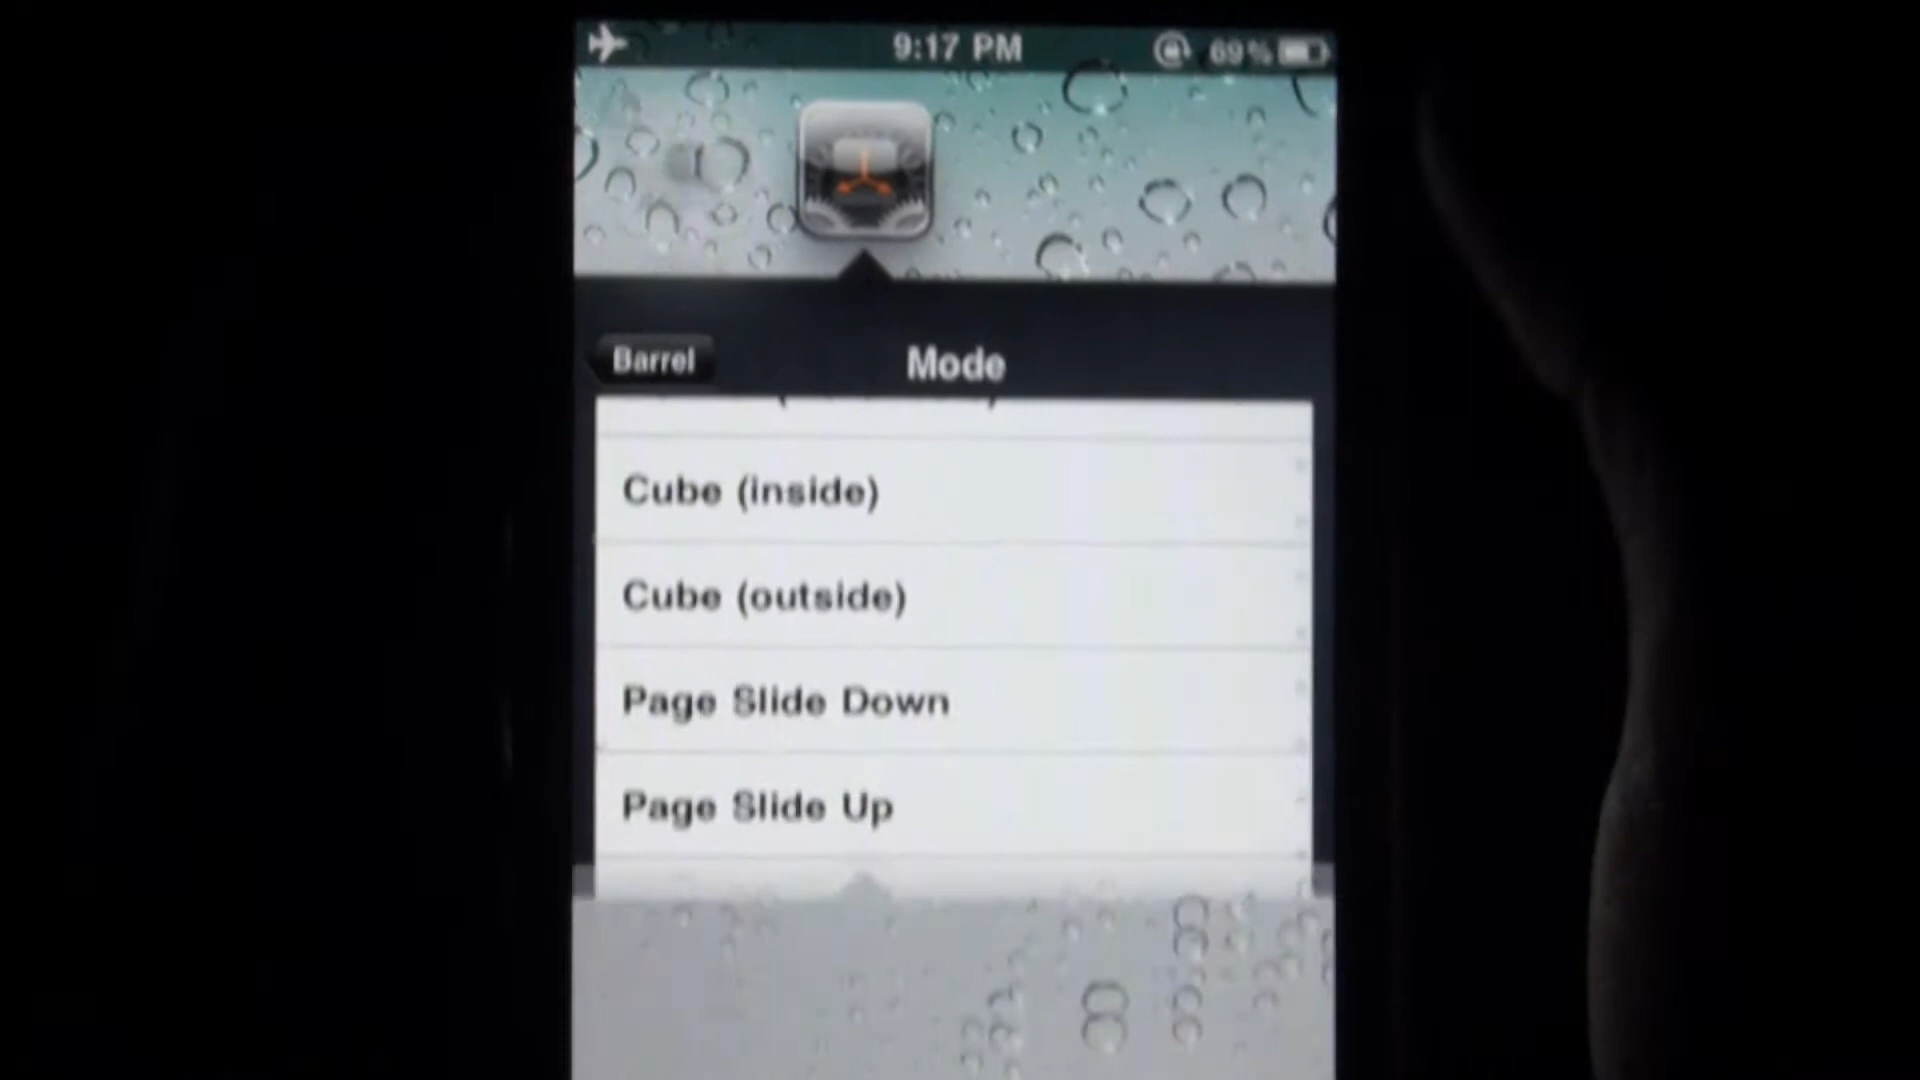 9:17 PM
69%
Barrel
Mode
Cube (inside)
Cube (outside)
Page Slide Down
Page Slide Up